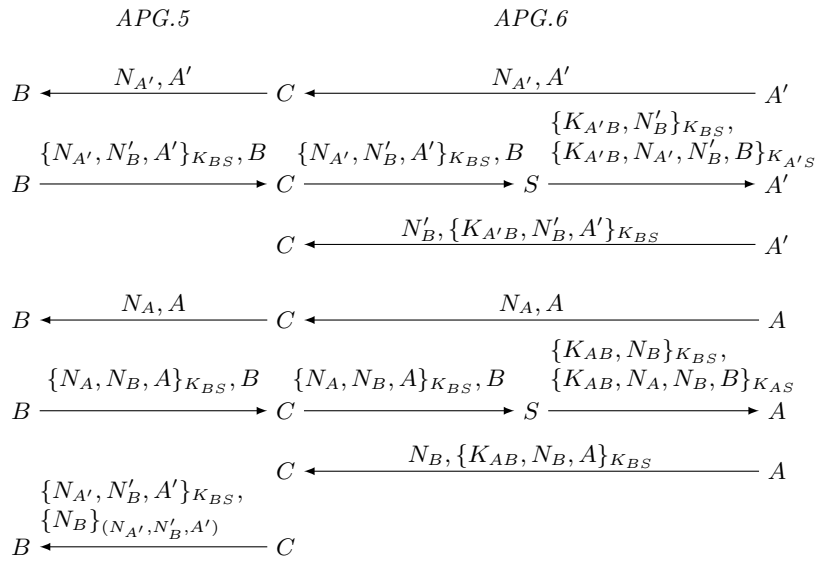 APG.5 APG.6
N_{A'}, A' N_{A'}, A'
B C A'
{K_{A'B}, N'_B}_{K_{BS}},
{N_{A'}, N'_B, A'}_{K_{BS}}, B {N_{A'}, N'_B, A'}_{K_{BS}}, B {K_{A'B}, N_{A'}, N'_B, B}_{K_{A'S}}
B C S A'
N'_B, {K_{A'B}, N'_B, A'}_{K_{BS}}
C A'
N_A, A N_A, A
B C A
{K_{AB}, N_B}_{K_{BS}},
{N_A, N_B, A}_{K_{BS}}, B {N_A, N_B, A}_{K_{BS}}, B {K_{AB}, N_A, N_B, B}_{K_{AS}}
B C S A
N_B, {K_{AB}, N_B, A}_{K_{BS}}
C A
{N_{A'}, N'_B, A'}_{K_{BS}},
{N_B}_{(N_{A'}, N'_B, A')}
B C